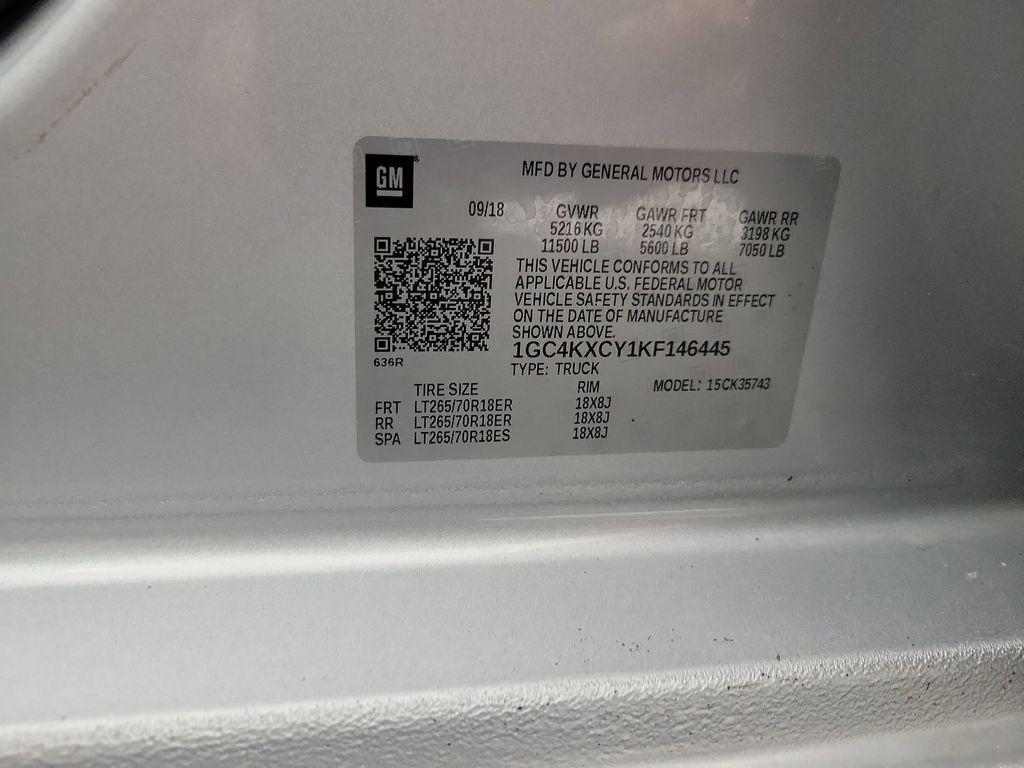 GM
MFD BY GENERAL MOTORS LLC
09/18 GVWR GAWR FRT GAWR RR
5216 KG 2540 KG 3198 KG
11500 LB 5600 LB 7050 LB
THIS VEHICLE CONFORMS TO ALL
APPLICABLE U.S. FEDERAL MOTOR
VEHICLE SAFETY STANDARDS IN EFFECT
ON THE DATE OF MANUFACTURE
SHOWN ABOVE.
1GC4KXCY1KF146445
636R
TYPE: TRUCK
TIRE SIZE RIM MODEL: 15CK35743
FRT LT265/70R18ER 18X8J
RR LT265/70R18ER 18X8J
SPA LT265/70R18ES 18X8J